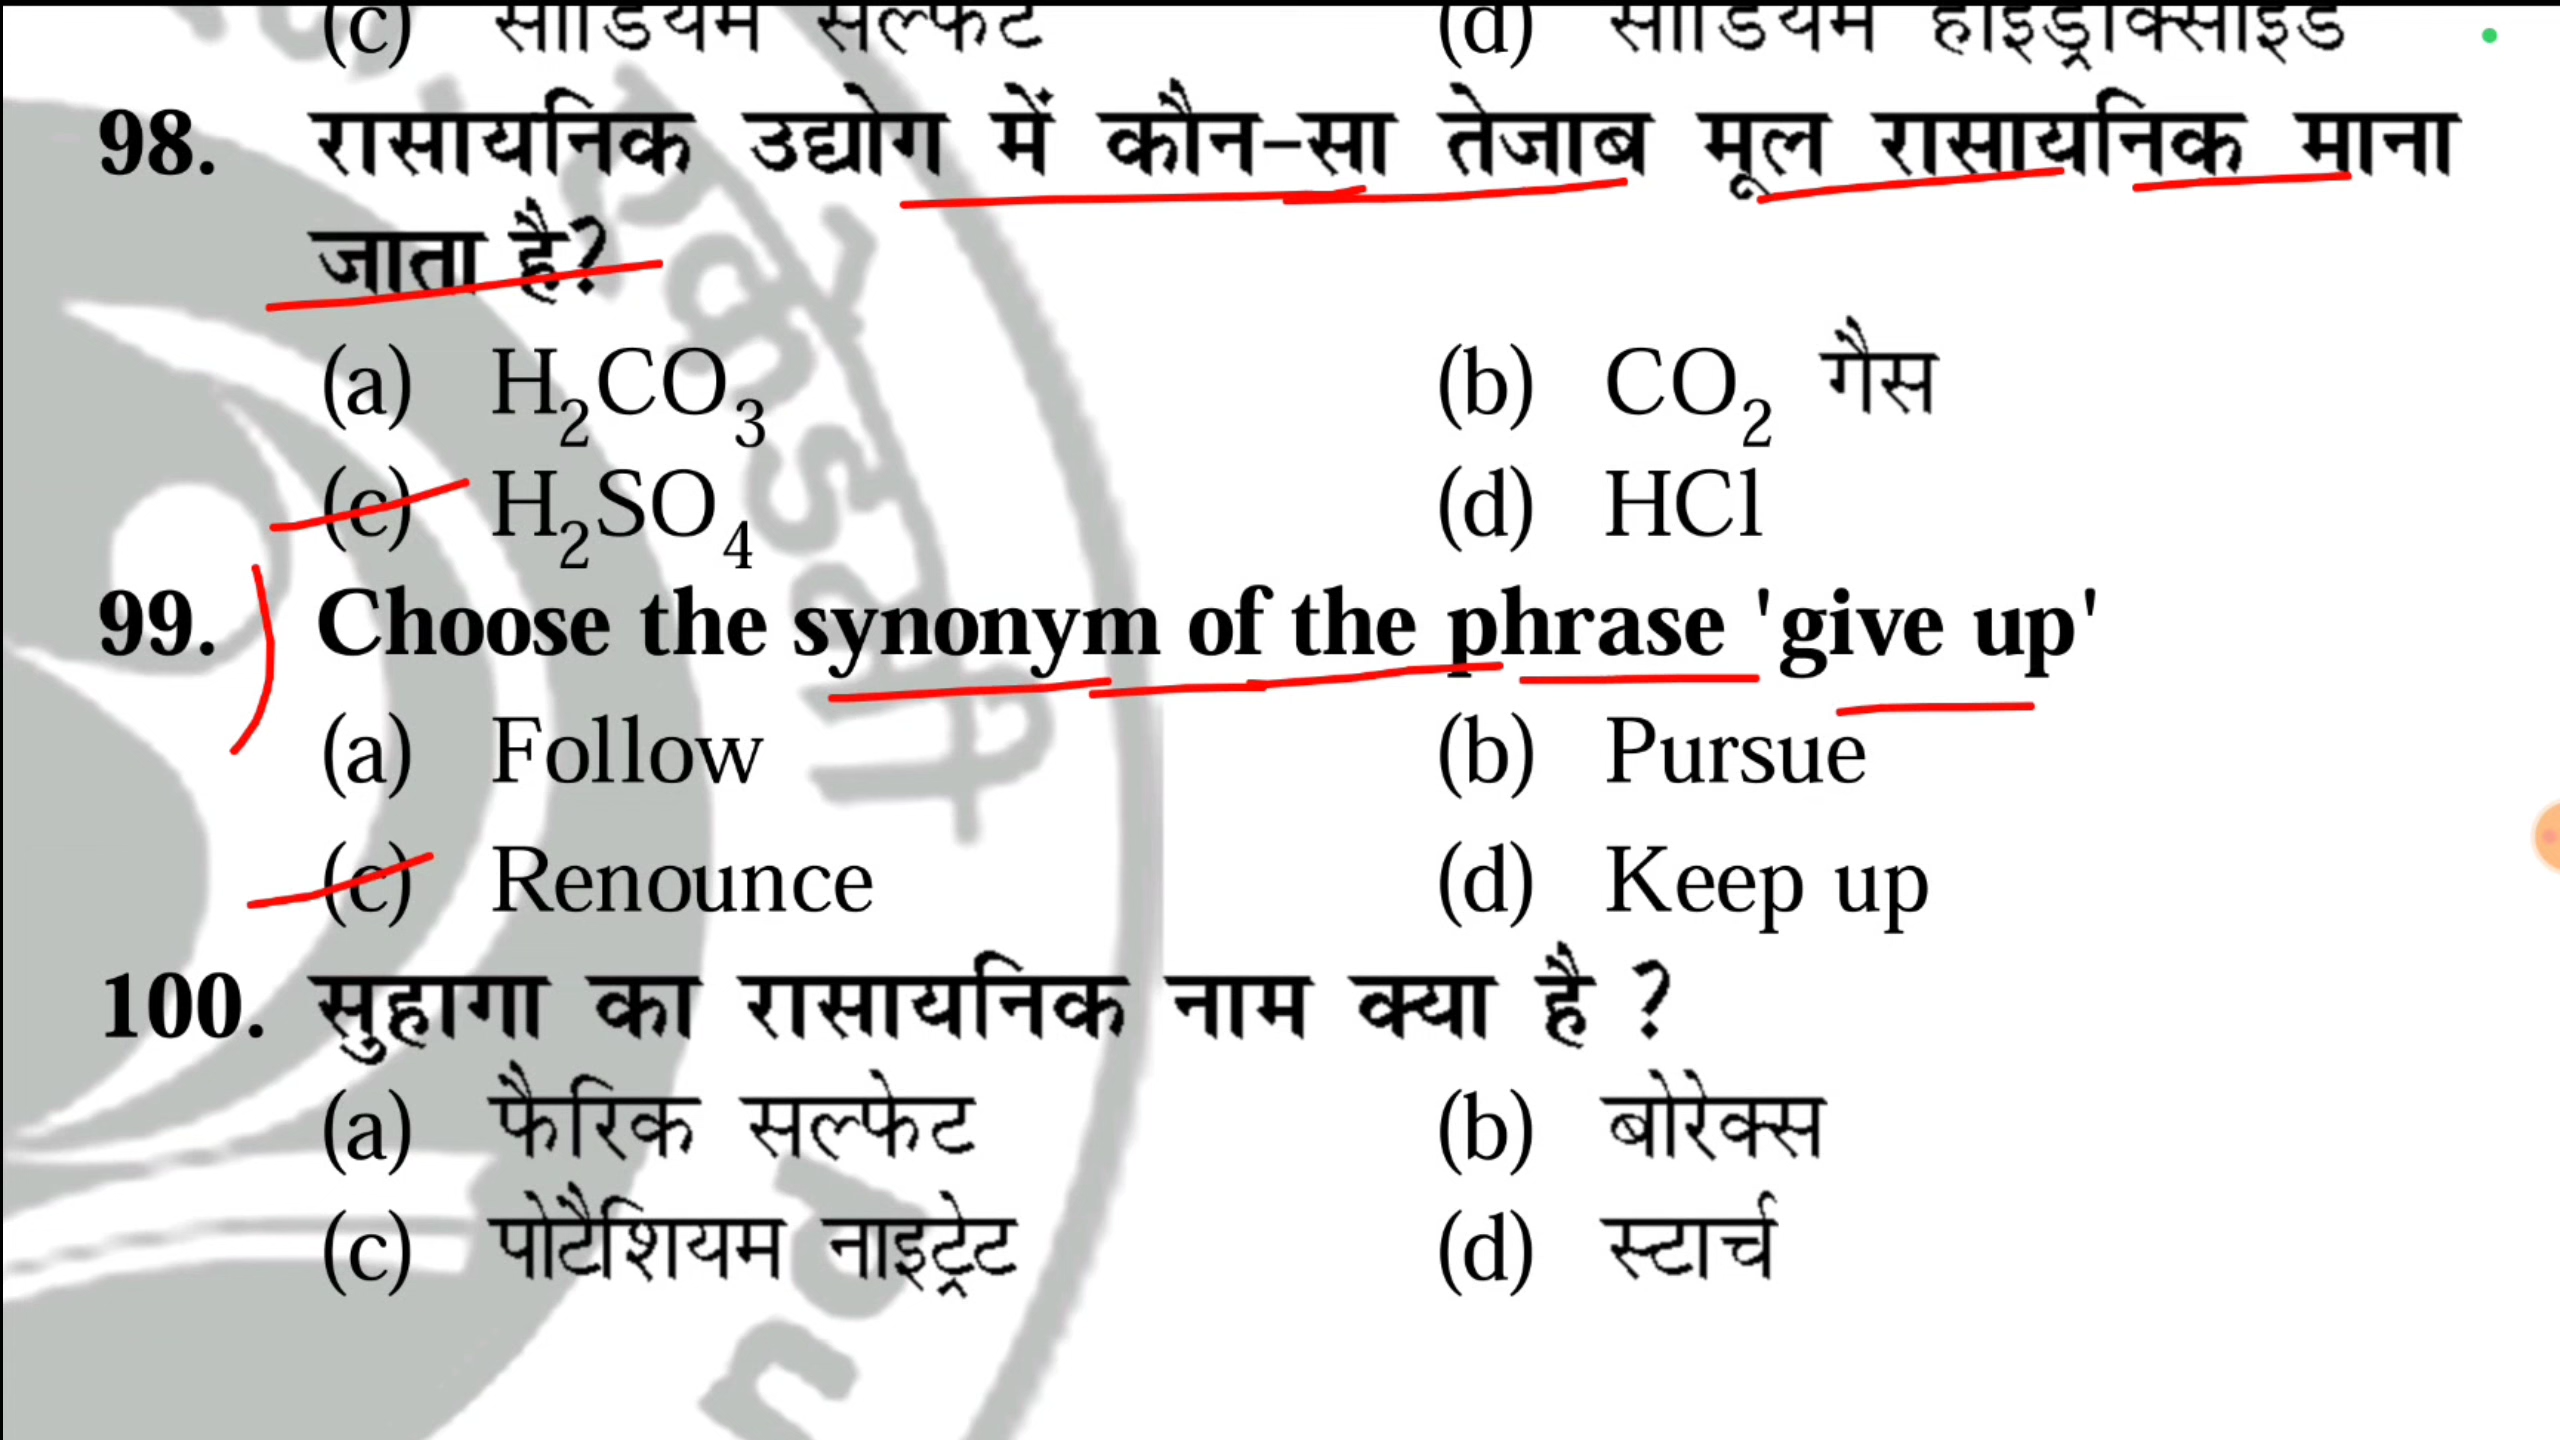 (c) सोडियम सल्फेट (d) सोडियम हाइड्रॉक्साइड
98. रासायनिक उद्योग में कौन-सा तेजाब मूल रासायनिक माना
जाता है?
(a) H₂CO₃ (b) CO₂ गैस
(c) H₂SO₄ (d) HCl
99. Choose the synonym of the phrase 'give up'
(a) Follow (b) Pursue
(c) Renounce (d) Keep up
100. सुहागा का रासायनिक नाम क्या है ?
(a) फैरिक सल्फेट (b) बोरेक्स
(c) पोटैशियम नाइट्रेट (d) स्टार्च